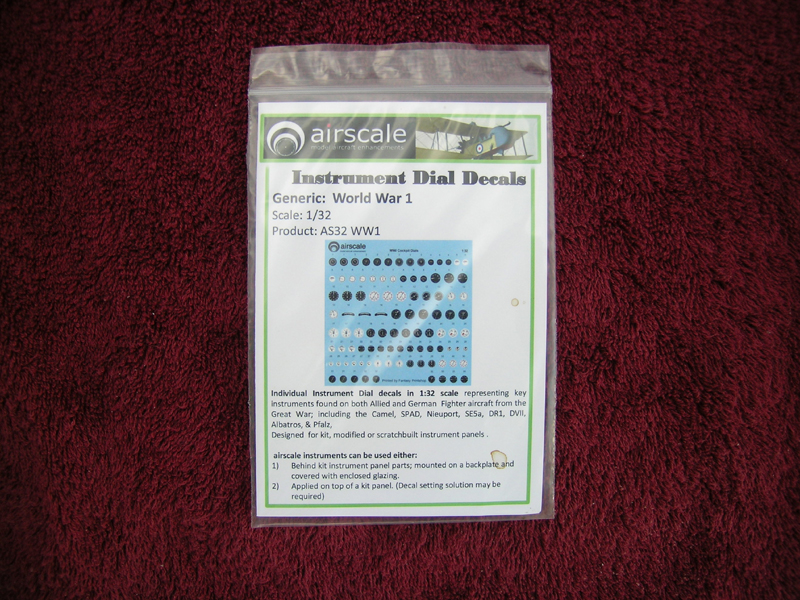 airscale
model aircraft enhancements
Instrument Dial Decals
Generic: World War 1
Scale: 1/32
Product: AS32 WW1
airscale
Individual Instrument Dial decals in 1:32 scale representing key
instruments found on both Allied and German Fighter aircraft from the
Great War; including the Camel, SPAD, Nieuport, SE5a, DR1, DVII,
Albatros, & Pfalz,
Designed for kit, modified or scratchbuilt instrument panels .
airscale instruments can be used either:
1) Behind kit instrument panel parts; mounted on a backplate and
covered with enclosed glazing.
2) Applied on top of a kit panel. (Decal setting solution may be
required)